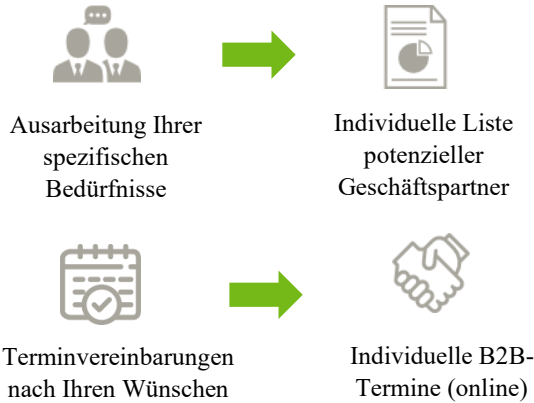 Ausarbeitung Ihrer
spezifischen
Bedürfnisse
Individuelle Liste
potenzieller
Geschäftspartner
Terminvereinbarungen
nach Ihren Wünschen
Individuelle B2B-
Termine (online)